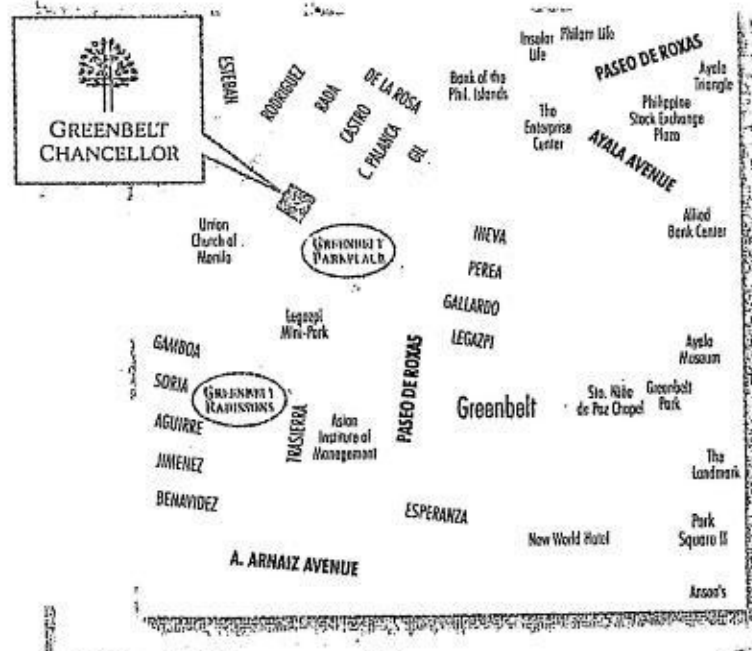 GREENBELT
CHANCELLOR
ESTEBAN
RODRIGUEZ
RADA
CASTRO
DE LA ROSA
C. PALANCA
GIL
Bank of the
Phil. Islands
Insular
Life
Philam Life
PASEO DE ROXAS
Ayala
Triangle
The
Enterprise
Center
Philippine
Stock Exchange
Plaza
AYALA AVENUE
Allied
Bank Center
Union
Church of
Manila
GREENBELT
PARKPLACE
NIEVA
PEREA
GALLARDO
LEGAZPI
Legazpi
Mini-Park
GAMBOA
SORIA
AGUIRRE
JIMENEZ
BENAVIDEZ
GREENBELT
RADISSONS
TRASIERRA
Asian
Institute of
Management
PASEO DE ROXAS
Greenbelt
Sto. Niño
de Paz Chapel
Greenbelt
Park
Ayala
Museum
The
Landmark
ESPERANZA
New World Hotel
Park
Square II
Anson's
A. ARNAIZ AVENUE